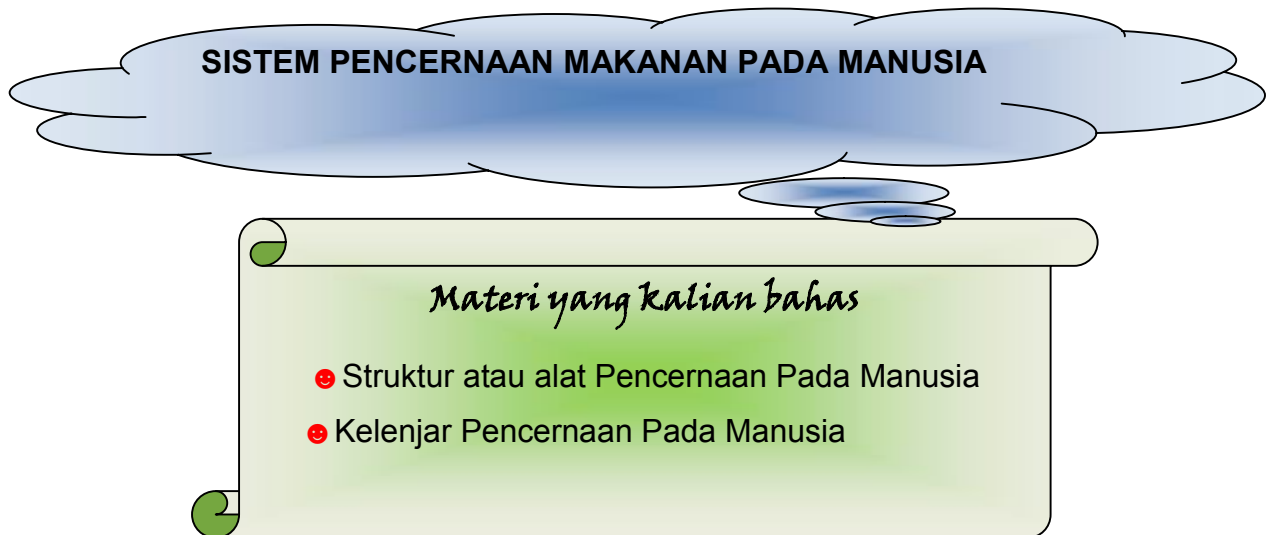 SISTEM PENCERNAAN MAKANAN PADA MANUSIA
Materi yang kalian bahas
Struktur atau alat Pencernaan Pada Manusia
Kelenjar Pencernaan Pada Manusia